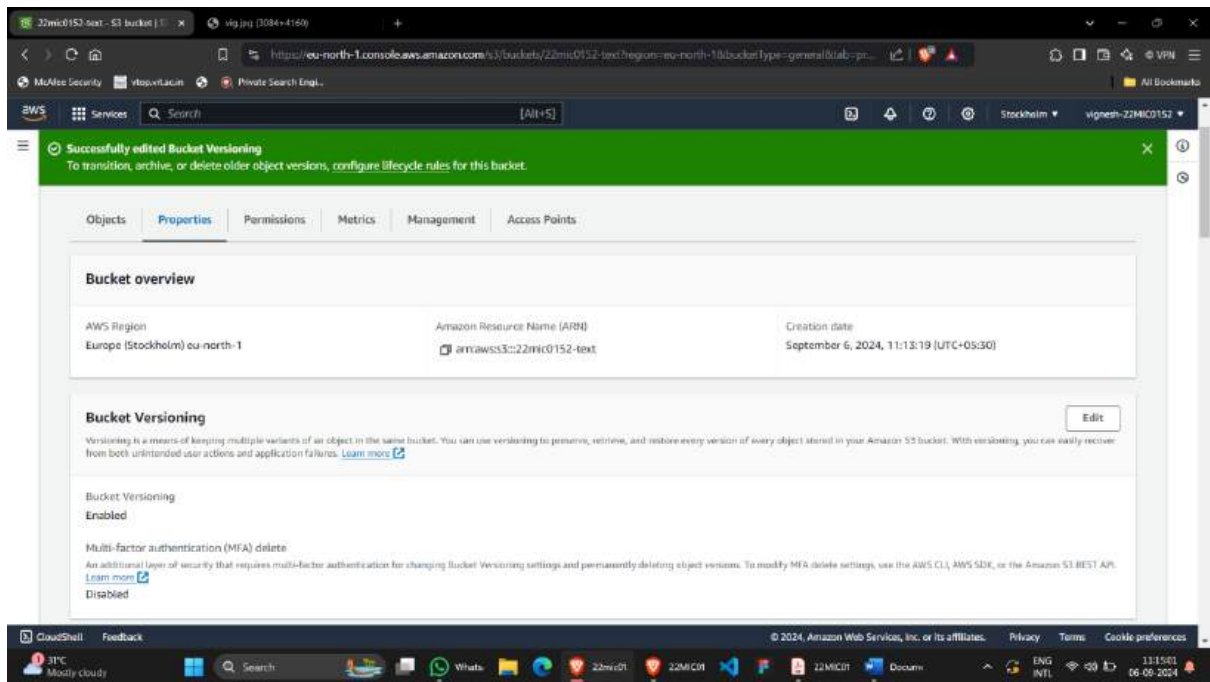 22mic0152-text - S3 bucket |
vig.jpg (3084×4160)
https://eu-north-1.console.aws.amazon.com/s3/buckets/22mic0152-text?region=eu-north-1&bucketType=general&tab=pr...
VPN
McAfee Security
vtop.vit.ac.in
Private Search Engi...
All Bookmarks
aws
Services
Search
[Alt+S]
Stockholm
vignesh-22MIC0152
Successfully edited Bucket Versioning
To transition, archive, or delete older object versions, configure lifecycle rules for this bucket.
Objects
Properties
Permissions
Metrics
Management
Access Points
Bucket overview
AWS Region
Europe (Stockholm) eu-north-1
Amazon Resource Name (ARN)
arn:aws:s3:::22mic0152-text
Creation date
September 6, 2024, 11:13:19 (UTC+05:30)
Bucket Versioning
Edit
Versioning is a means of keeping multiple variants of an object in the same bucket. You can use versioning to preserve, retrieve, and restore every version of every object stored in your Amazon S3 bucket. With versioning, you can easily recover
from both unintended user actions and application failures. Learn more
Bucket Versioning
Enabled
Multi-factor authentication (MFA) delete
An additional layer of security that requires multi-factor authentication for changing Bucket Versioning settings and permanently deleting object versions. To modify MFA delete settings, use the AWS CLI, AWS SDK, or the Amazon S3 REST API.
Learn more
Disabled
CloudShell
Feedback
© 2024, Amazon Web Services, Inc. or its affiliates.
Privacy
Terms
Cookie preferences
31°C
Mostly cloudy
Search
Whats
22mic01
22MIC01
22MIC01
Docum
ENG
INTL
13:15:01
06-09-2024